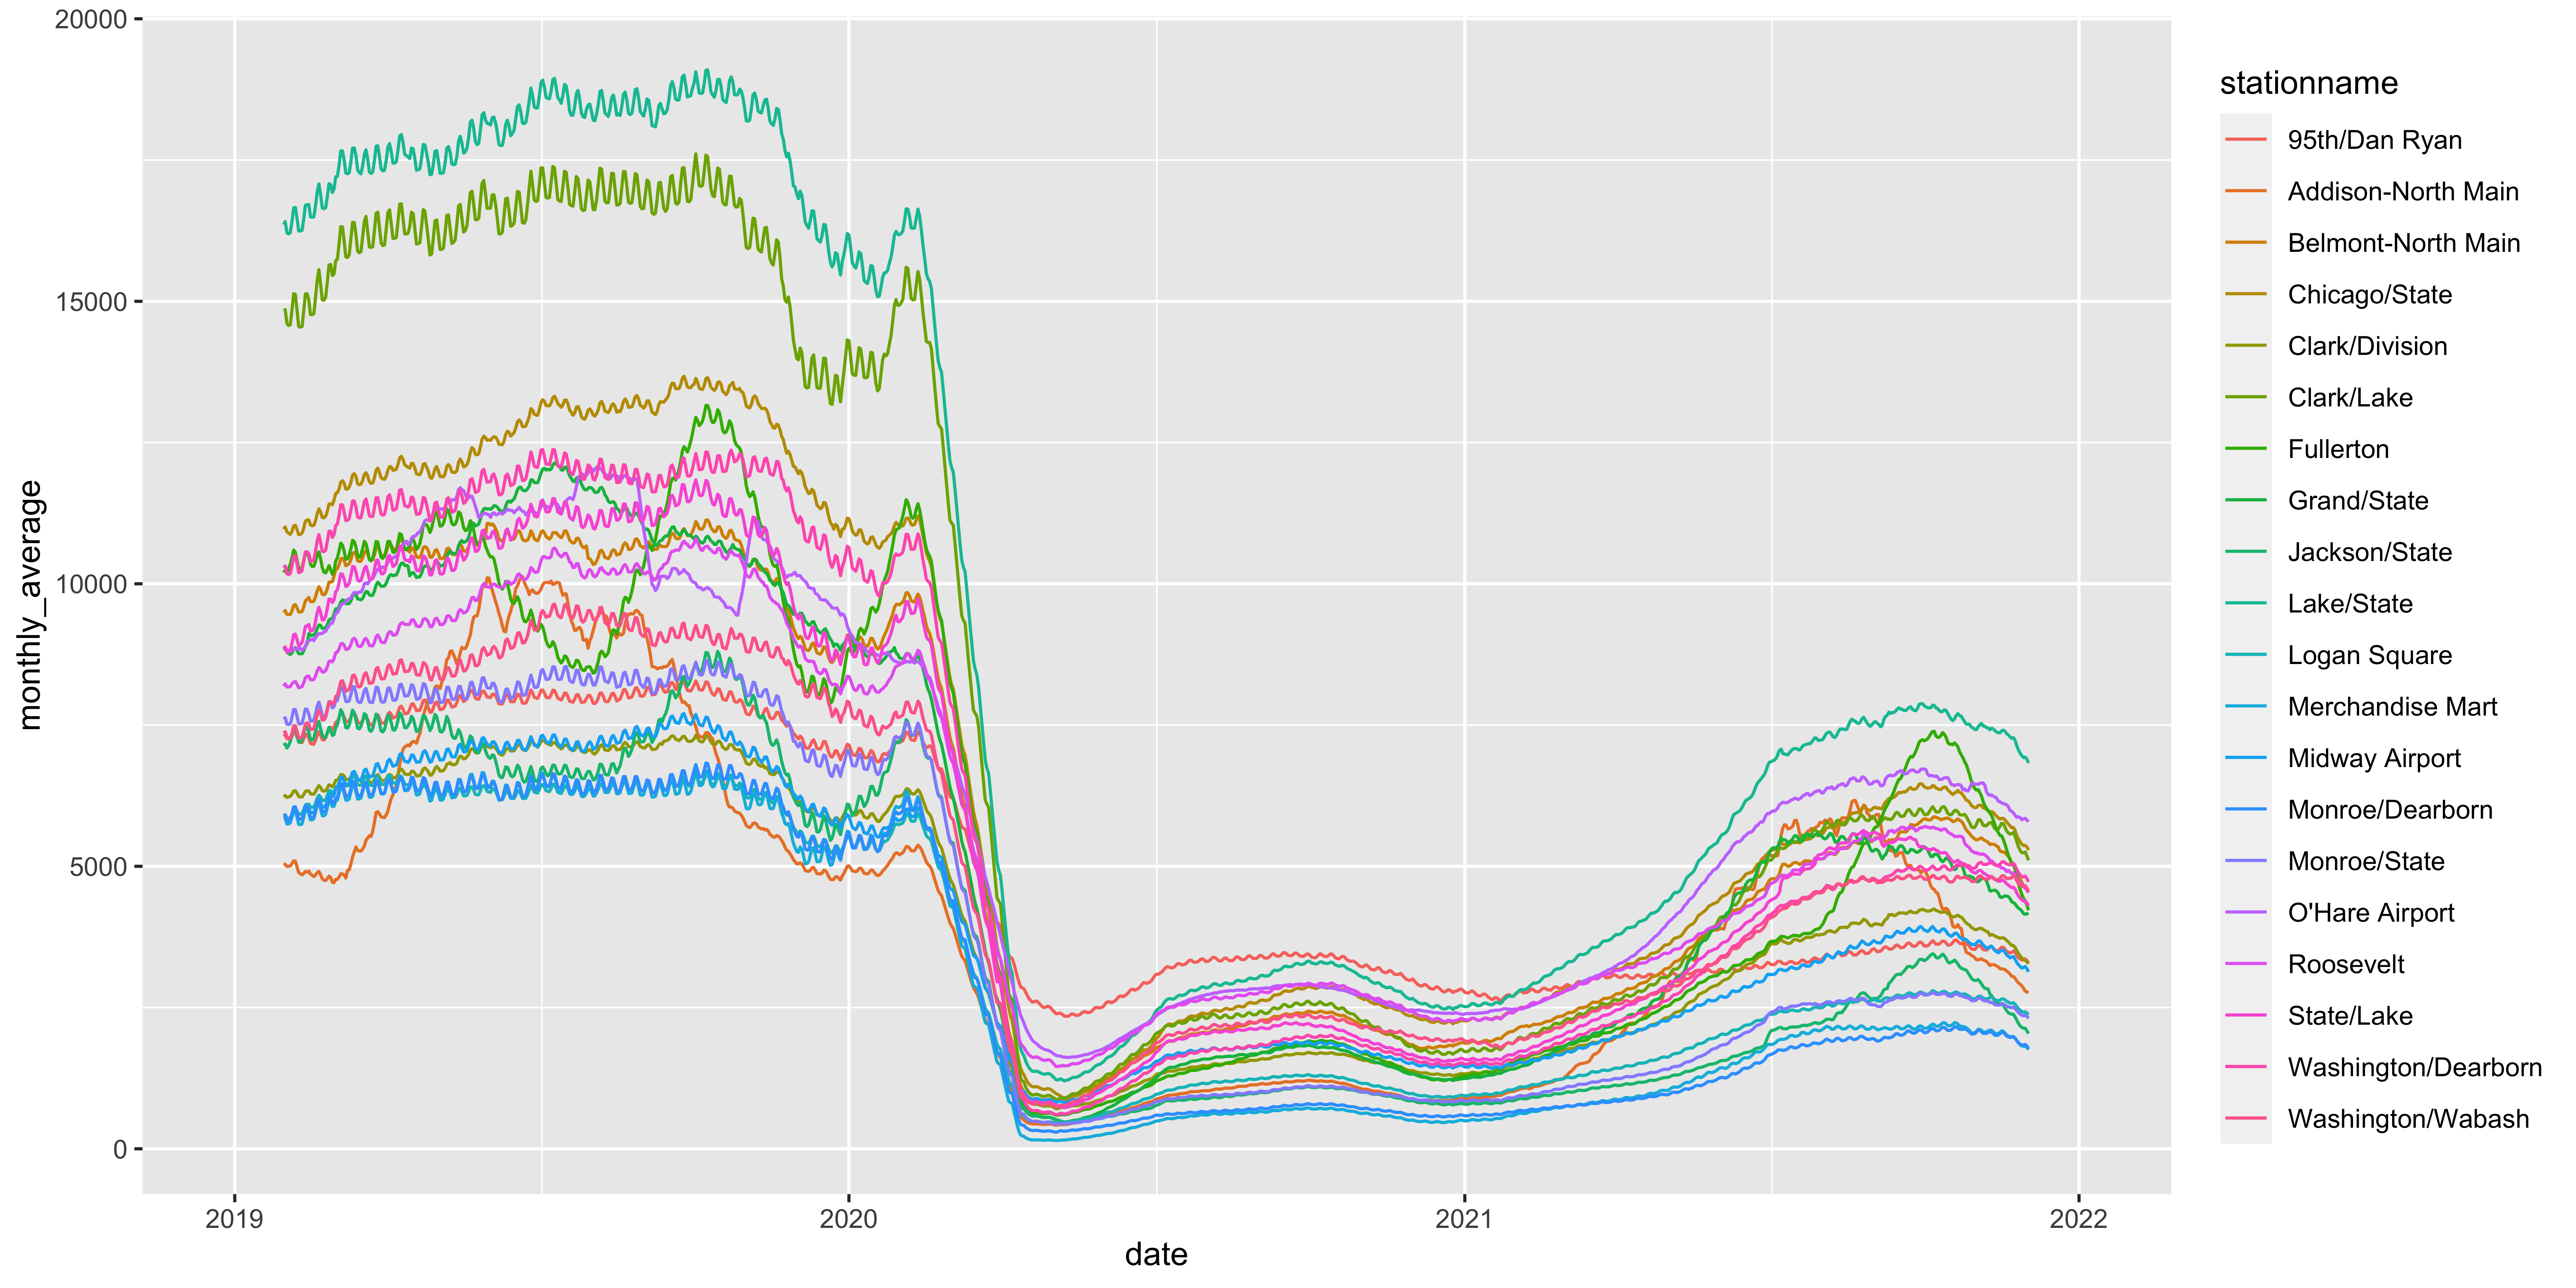 20000
15000
10000
5000
0
monthly_average
2019
2020
2021
2022
date
stationname
95th/Dan Ryan
Addison-North Main
Belmont-North Main
Chicago/State
Clark/Division
Clark/Lake
Fullerton
Grand/State
Jackson/State
Lake/State
Logan Square
Merchandise Mart
Midway Airport
Monroe/Dearborn
Monroe/State
O'Hare Airport
Roosevelt
State/Lake
Washington/Dearborn
Washington/Wabash